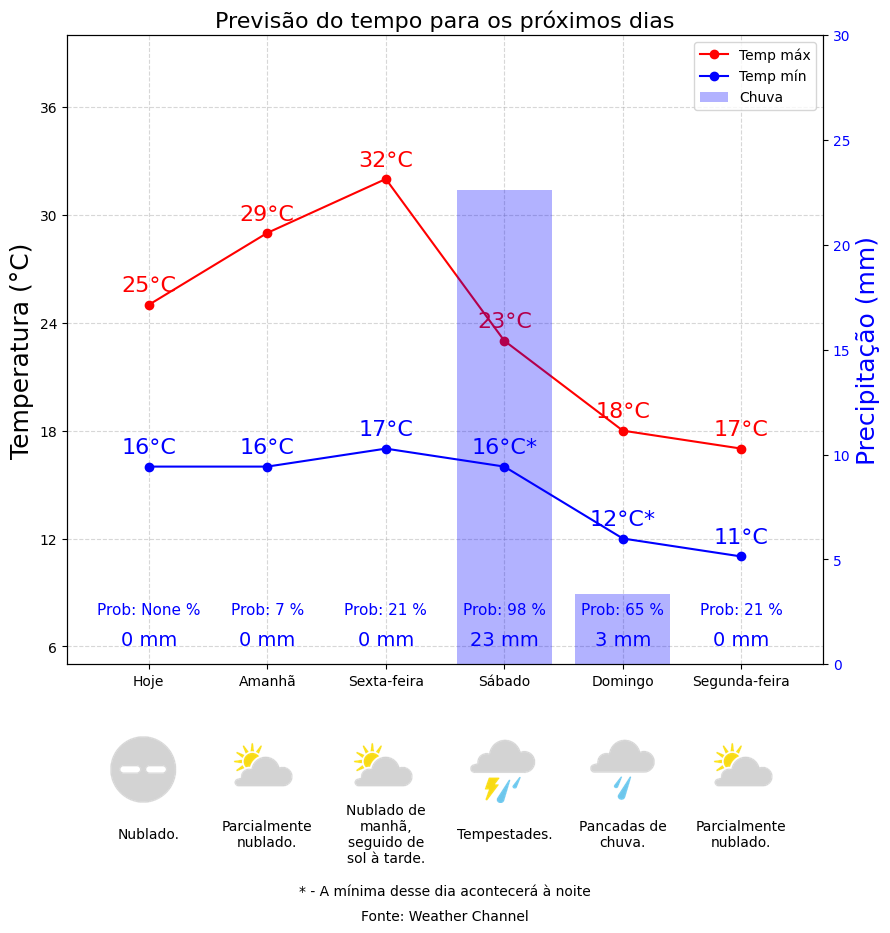 Previsão do tempo para os próximos dias
Temp máx
Temp mín
Chuva
Temperatura (°C)
36
30
24
18
12
6
Precipitação (mm)
30
25
20
15
10
5
0
25°C
29°C
32°C
23°C
18°C
17°C
16°C
16°C
17°C
16°C*
12°C*
11°C
Prob: None %
Prob: 7 %
Prob: 21 %
Prob: 98 %
Prob: 65 %
Prob: 21 %
0 mm
0 mm
0 mm
23 mm
3 mm
0 mm
Hoje
Amanhã
Sexta-feira
Sábado
Domingo
Segunda-feira
Nublado.
Parcialmente
nublado.
Nublado de
manhã,
seguido de
sol à tarde.
Tempestades.
Pancadas de
chuva.
Parcialmente
nublado.
* - A mínima desse dia acontecerá à noite
Fonte: Weather Channel